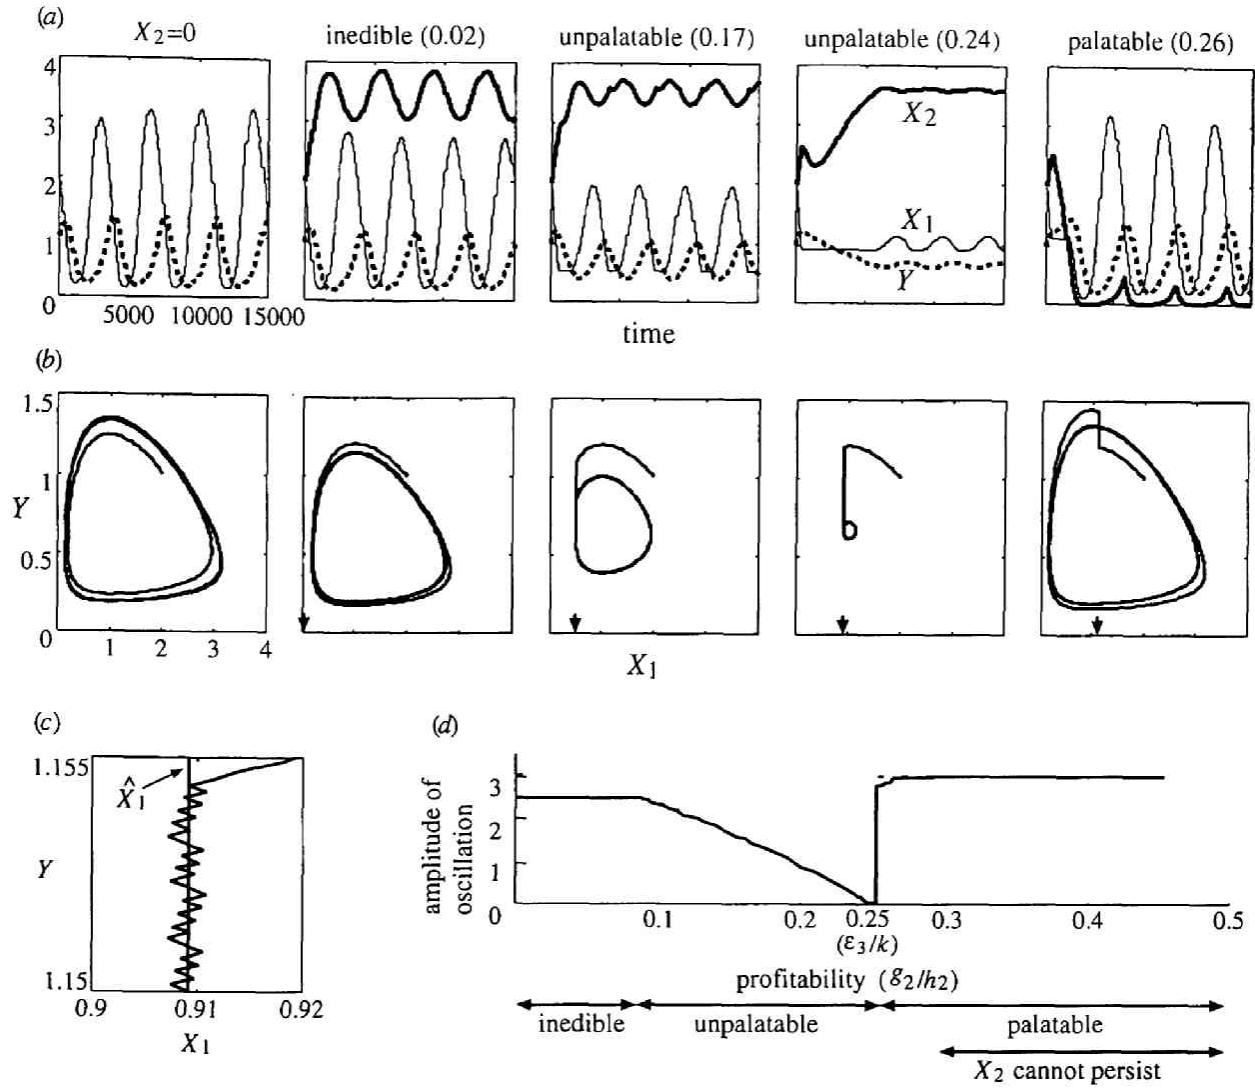 (a)
X₂=0
inedible (0.02)
unpalatable (0.17)
unpalatable (0.24)
palatable (0.26)
4
3
2
1
0
X₂
X₁
Y
5000 10000 15000
time
(b)
1.5
1
Y
0.5
0
1 2 3 4
X₁
(c)
1.155
X̂₁
Y
1.15
0.9 0.91 0.92
X₁
(d)
amplitude of
oscillation
3
2
1
0
0.1 0.2 0.25 0.3 0.4 0.5
(ε₃/k)
profitability (g₂/h₂)
inedible unpalatable palatable
X₂ cannot persist